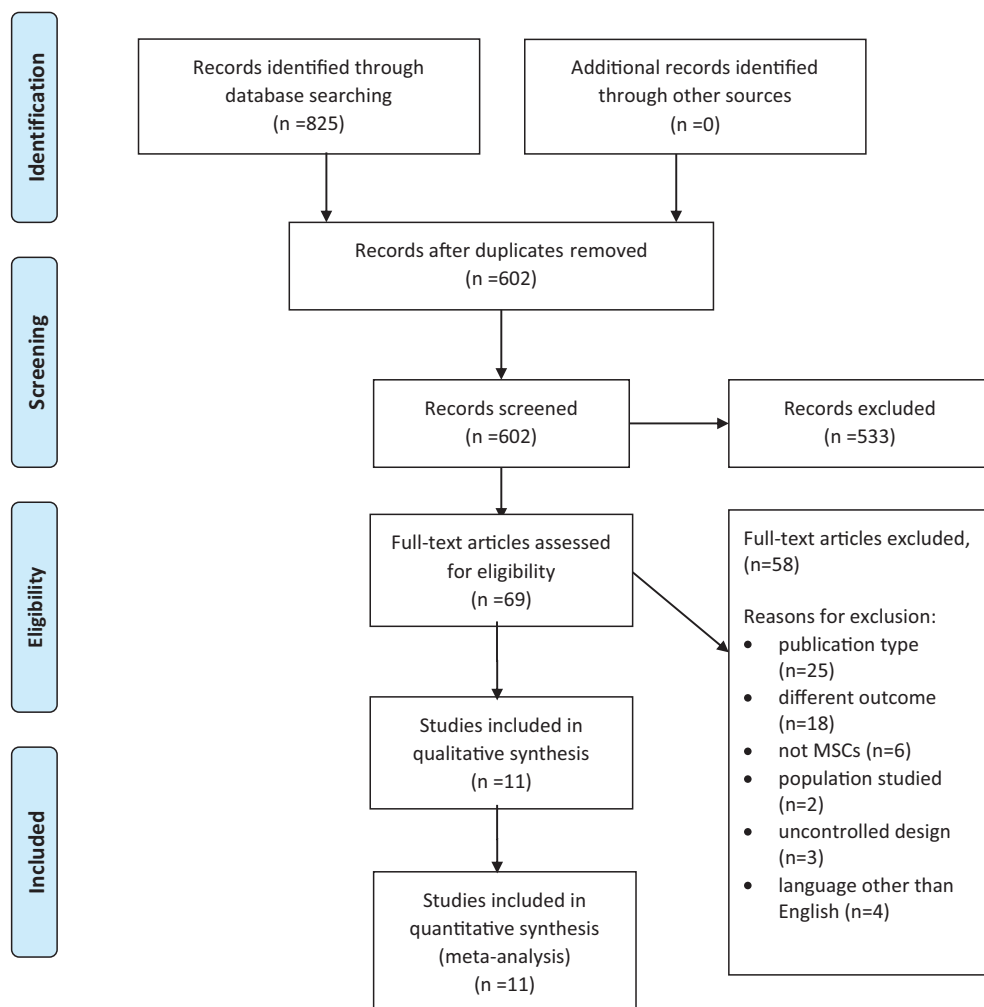 Identification
Records identified through
database searching
(n =825)
Additional records identified
through other sources
(n =0)
Records after duplicates removed
(n =602)
Screening
Records screened
(n =602)
Records excluded
(n =533)
Eligibility
Full-text articles assessed
for eligibility
(n =69)
Full-text articles excluded,
(n=58)
Reasons for exclusion:
• publication type
(n=25)
• different outcome
(n=18)
• not MSCs (n=6)
• population studied
(n=2)
• uncontrolled design
(n=3)
• language other than
English (n=4)
Studies included in
qualitative synthesis
(n =11)
Included
Studies included in
quantitative synthesis
(meta-analysis)
(n =11)